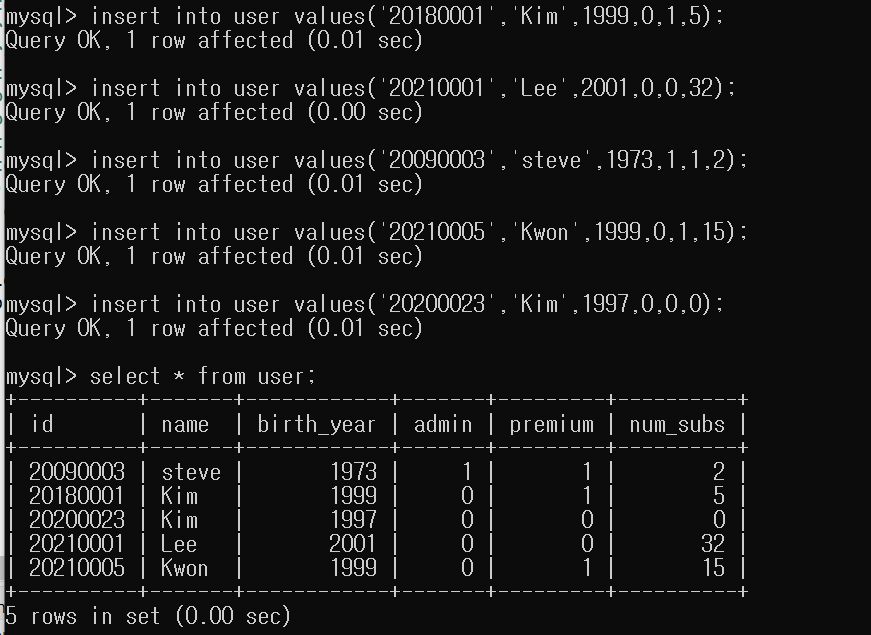 mysql> insert into user values('20180001','Kim',1999,0,1,5);
Query OK, 1 row affected (0.01 sec)
mysql> insert into user values('20210001','Lee',2001,0,0,32);
Query OK, 1 row affected (0.00 sec)
mysql> insert into user values('20090003','steve',1973,1,1,2);
Query OK, 1 row affected (0.01 sec)
mysql> insert into user values('20210005','Kwon',1999,0,1,15);
Query OK, 1 row affected (0.01 sec)
mysql> insert into user values('20200023','Kim',1997,0,0,0);
Query OK, 1 row affected (0.01 sec)
mysql> select * from user;
+----------+-------+------------+-------+---------+----------+
| id       | name  | birth_year | admin | premium | num_subs |
+----------+-------+------------+-------+---------+----------+
| 20090003 | steve |       1973 |     1 |       1 |        2 |
| 20180001 | Kim   |       1999 |     0 |       1 |        5 |
| 20200023 | Kim   |       1997 |     0 |       0 |        0 |
| 20210001 | Lee   |       2001 |     0 |       0 |       32 |
| 20210005 | Kwon  |       1999 |     0 |       1 |       15 |
+----------+-------+------------+-------+---------+----------+
5 rows in set (0.00 sec)